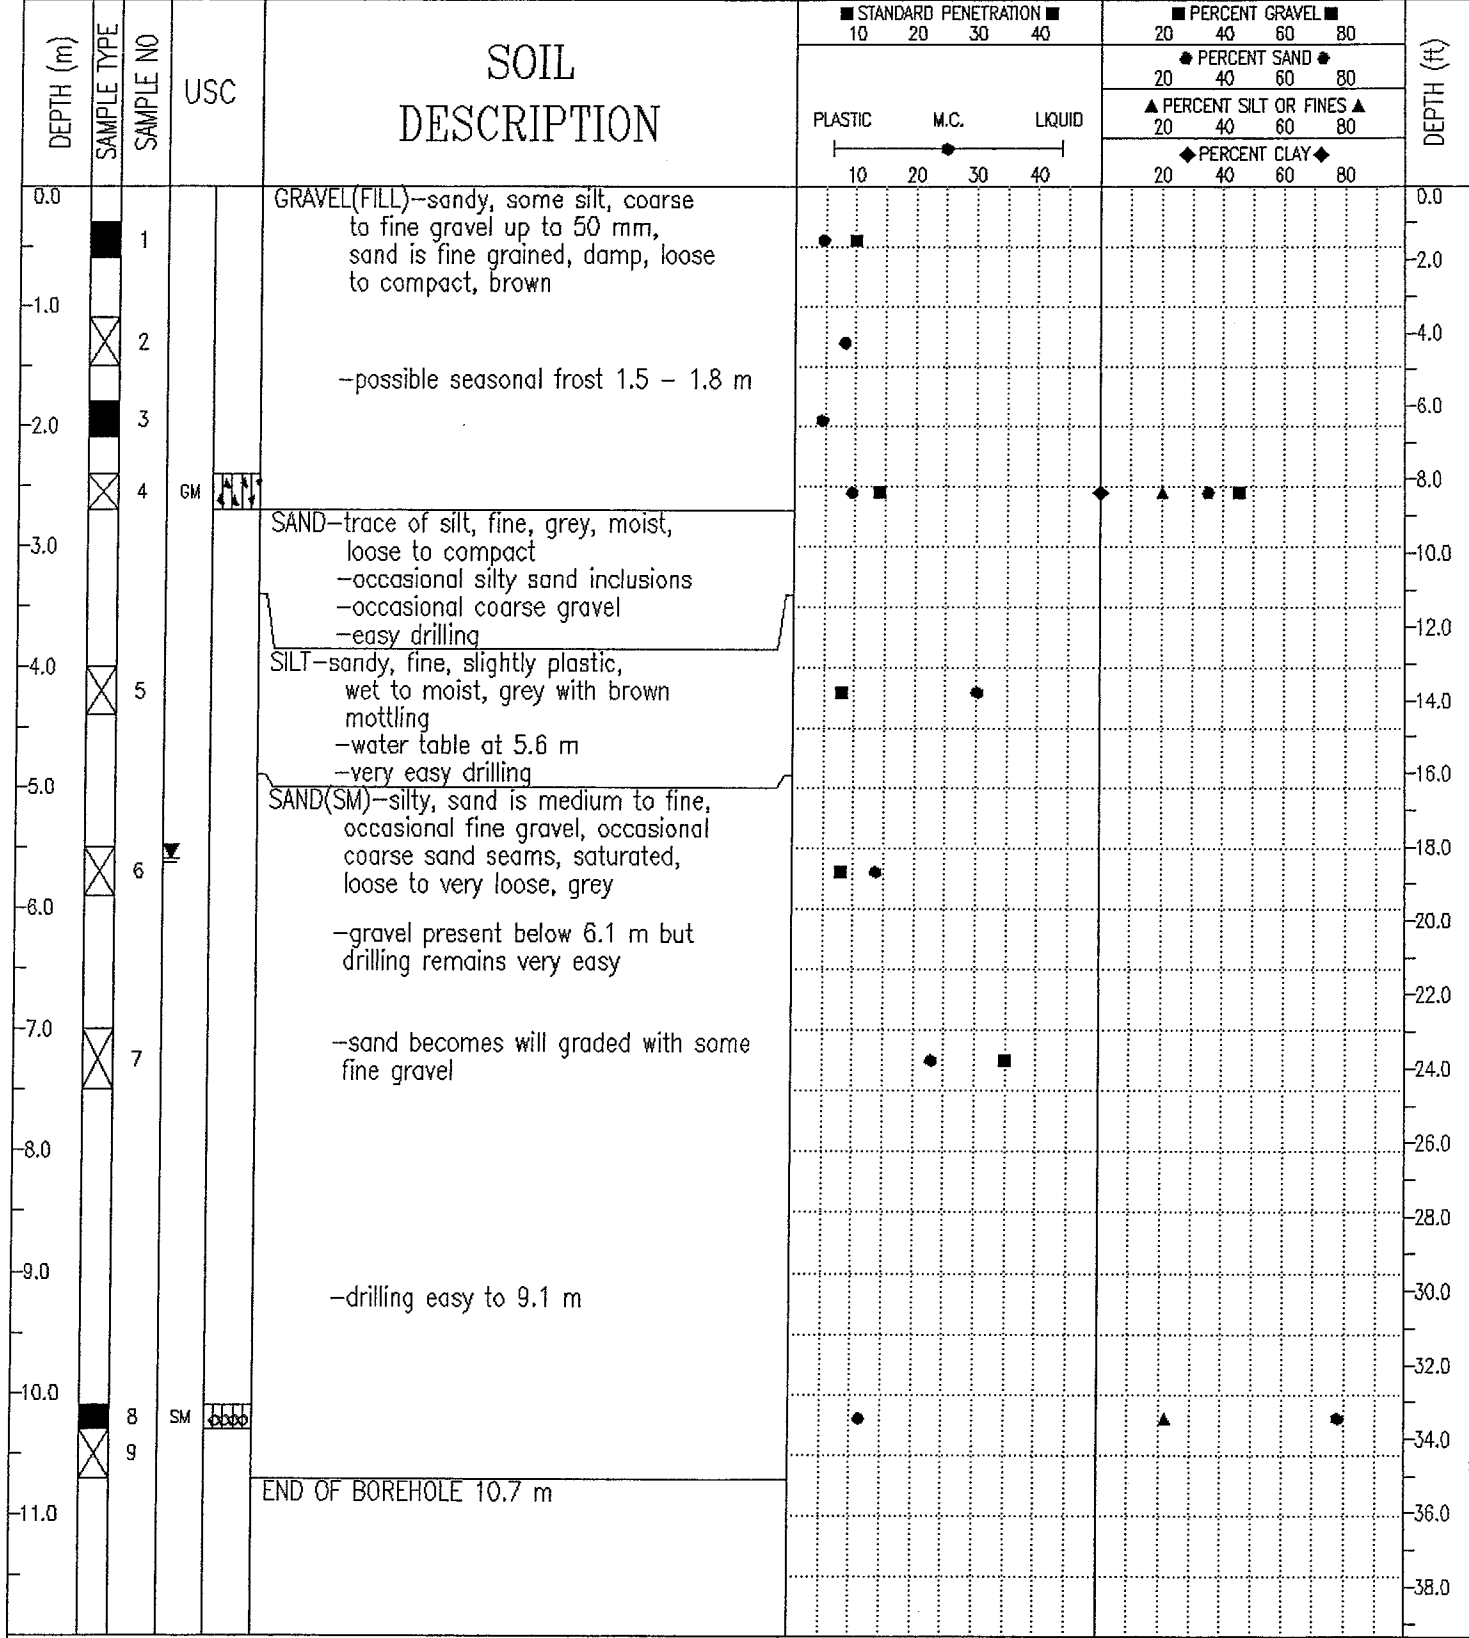 DEPTH (m)
SAMPLE TYPE
SAMPLE NO
USC
SOIL
DESCRIPTION
■ STANDARD PENETRATION ■
10 20 30 40
PLASTIC M.C. LIQUID
10 20 30 40
■ PERCENT GRAVEL ■
20 40 60 80
● PERCENT SAND ●
20 40 60 80
▲ PERCENT SILT OR FINES ▲
20 40 60 80
◆ PERCENT CLAY ◆
20 40 60 80
DEPTH (ft)
0.0
-1.0
-2.0
-3.0
-4.0
-5.0
-6.0
-7.0
-8.0
-9.0
-10.0
-11.0
1
2
3
4
5
6
7
8
9
GM
SM
GRAVEL(FILL)-sandy, some silt, coarse
to fine gravel up to 50 mm,
sand is fine grained, damp, loose
to compact, brown
-possible seasonal frost 1.5 - 1.8 m
SAND-trace of silt, fine, grey, moist,
loose to compact
-occasional silty sand inclusions
-occasional coarse gravel
-easy drilling
SILT-sandy, fine, slightly plastic,
wet to moist, grey with brown
mottling
-water table at 5.6 m
-very easy drilling
SAND(SM)-silty, sand is medium to fine,
occasional fine gravel, occasional
coarse sand seams, saturated,
loose to very loose, grey
-gravel present below 6.1 m but
drilling remains very easy
-sand becomes will graded with some
fine gravel
-drilling easy to 9.1 m
END OF BOREHOLE 10.7 m
0.0
-2.0
-4.0
-6.0
-8.0
-10.0
-12.0
-14.0
-16.0
-18.0
-20.0
-22.0
-24.0
-26.0
-28.0
-30.0
-32.0
-34.0
-36.0
-38.0